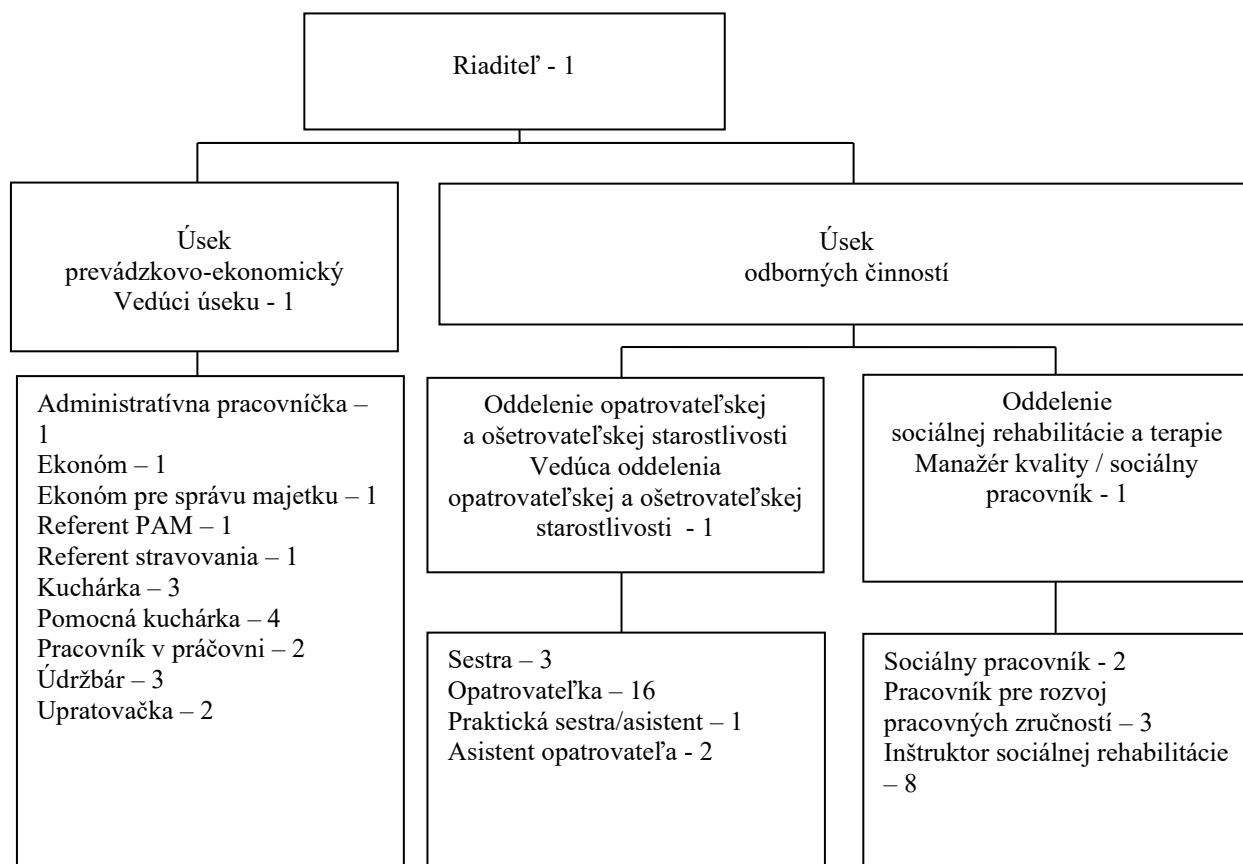 Riaditeľ - 1
Úsek
prevádzkovo-ekonomický
Vedúci úseku - 1
Úsek
odborných činností
Administratívna pracovníčka –
1
Ekonóm – 1
Ekonóm pre správu majetku – 1
Referent PAM – 1
Referent stravovania – 1
Kuchárka – 3
Pomocná kuchárka – 4
Pracovník v práčovni – 2
Údržbár – 3
Upratovačka – 2
Oddelenie opatrovateľskej
a ošetrovateľskej starostlivosti
Vedúca oddelenia
opatrovateľskej a ošetrovateľskej
starostlivosti - 1
Sestra – 3
Opatrovateľka – 16
Praktická sestra/asistent – 1
Asistent opatrovateľa - 2
Oddelenie
sociálnej rehabilitácie a terapie
Manažér kvality / sociálny
pracovník - 1
Sociálny pracovník - 2
Pracovník pre rozvoj
pracovných zručností – 3
Inštruktor sociálnej rehabilitácie
– 8